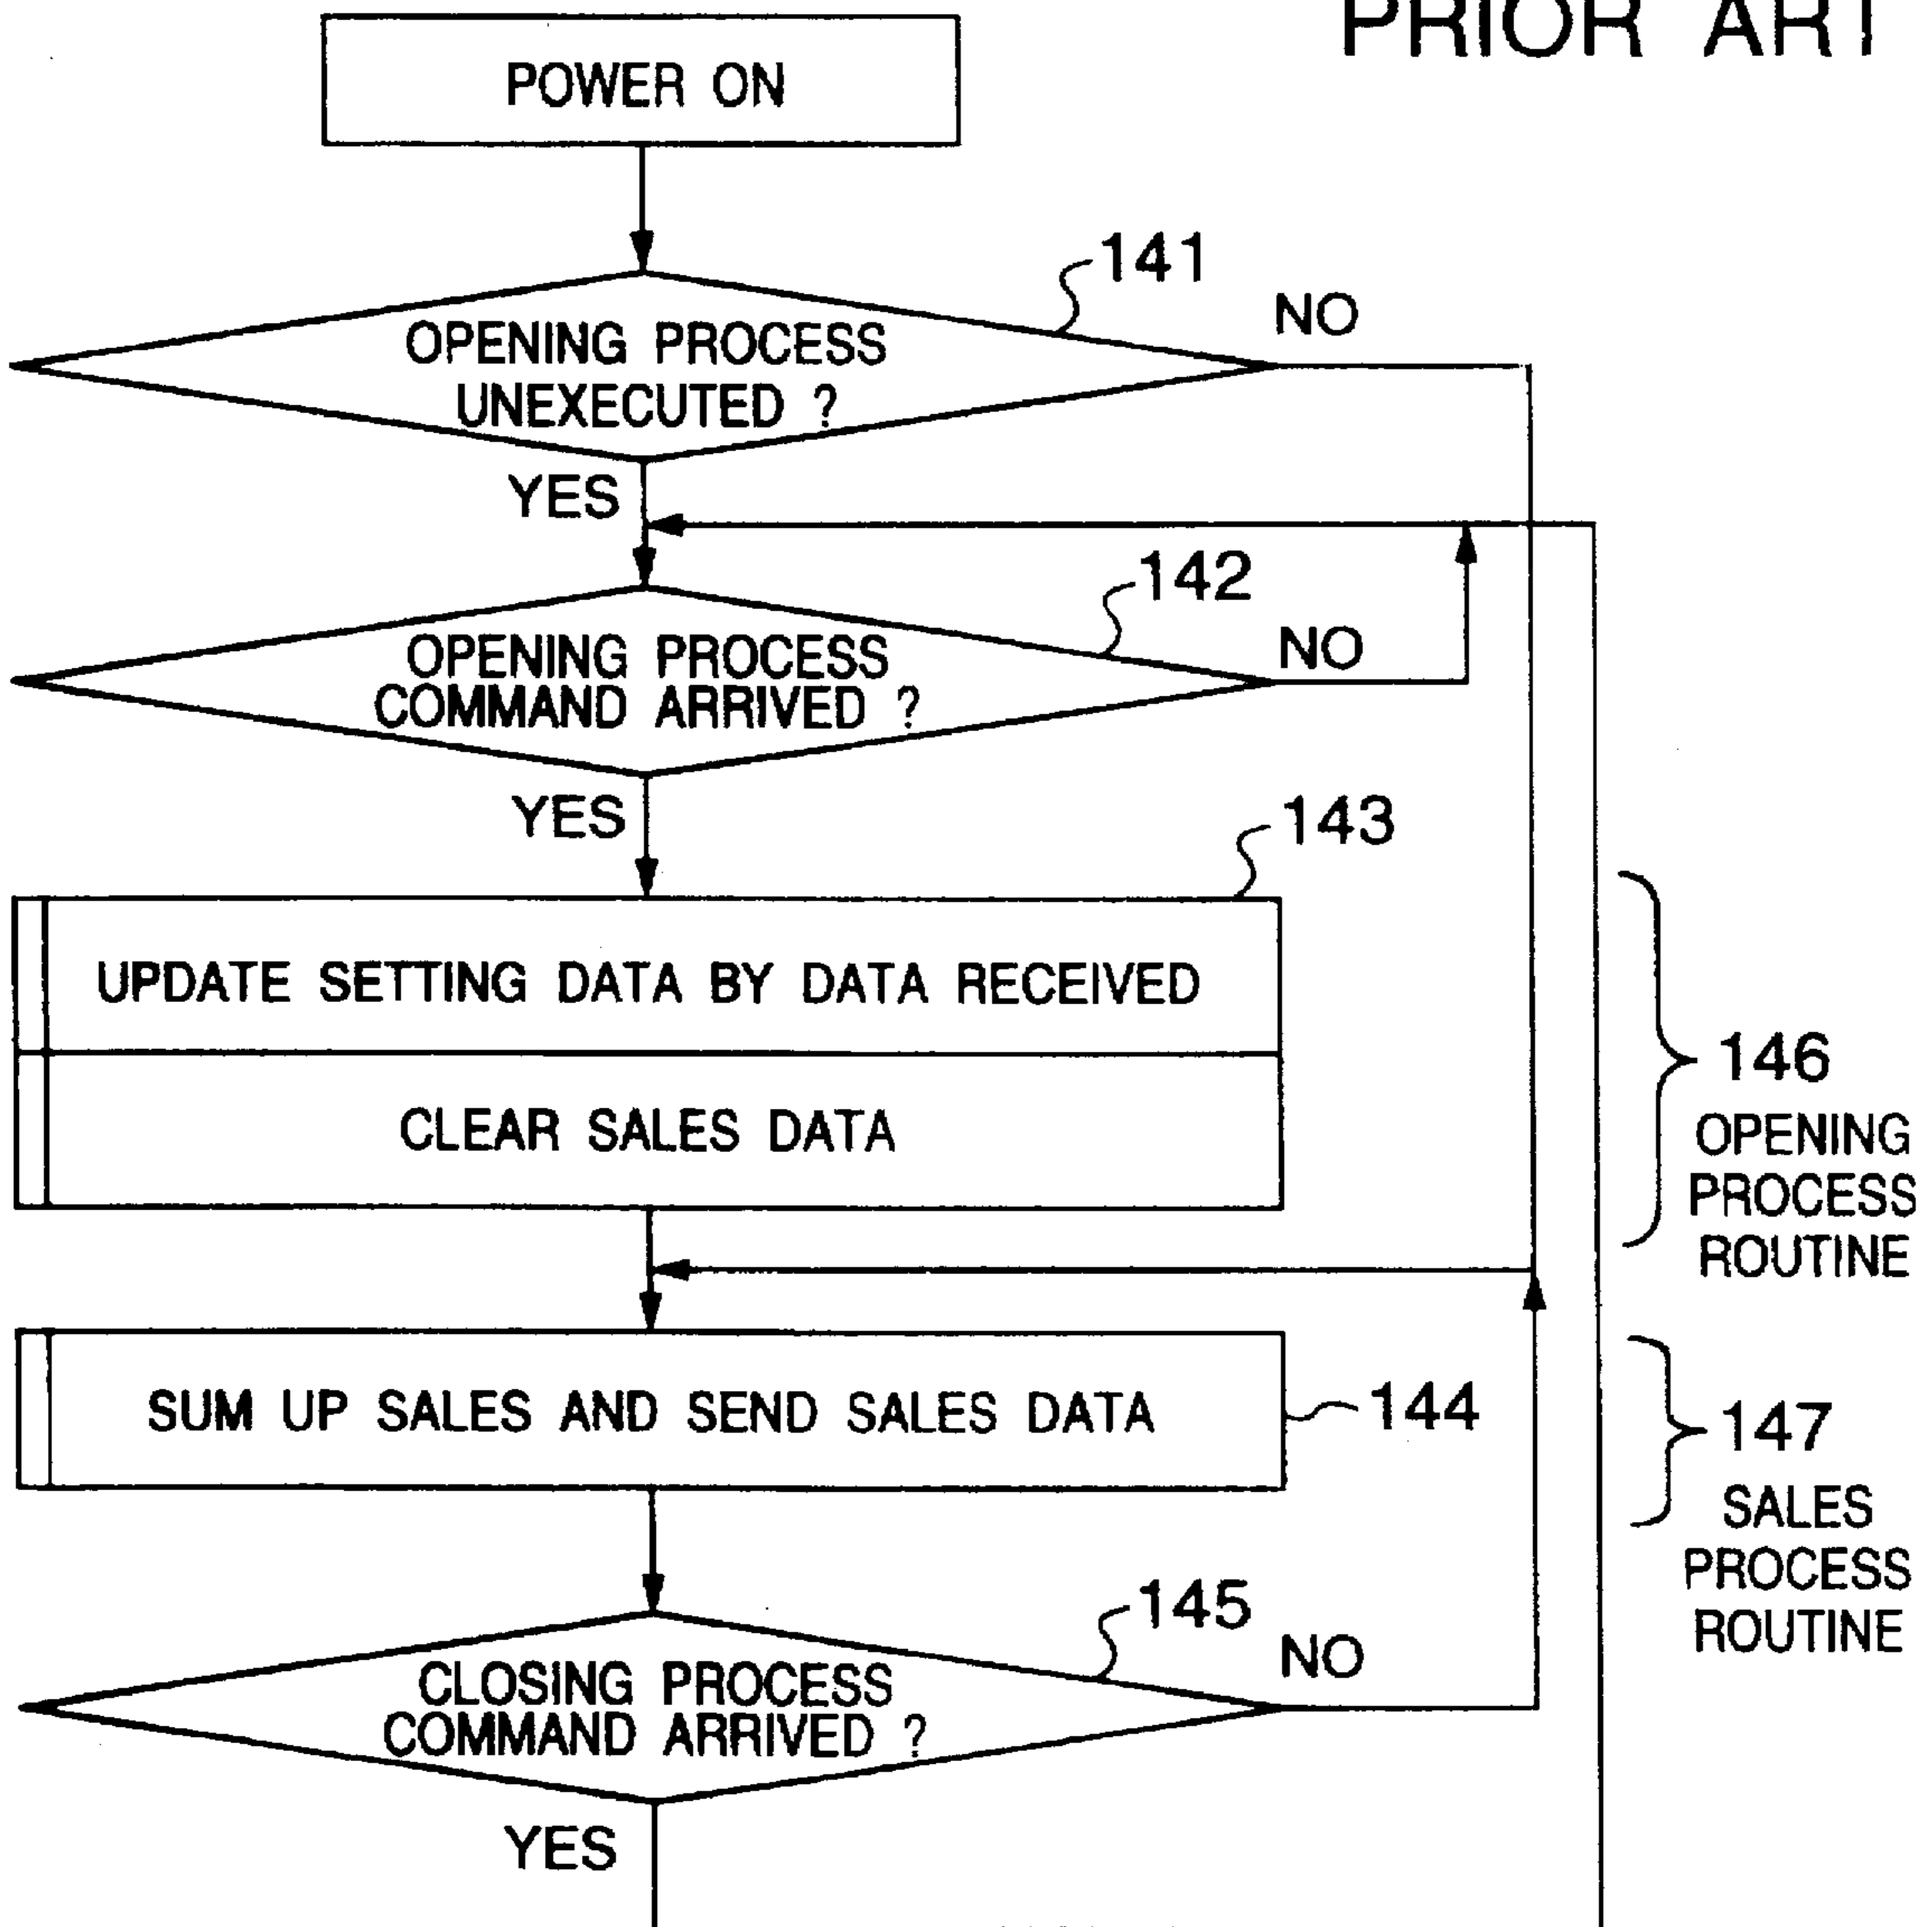 PRIOR ART
POWER ON
141
NO
OPENING PROCESS
UNEXECUTED ?
YES
142
NO
OPENING PROCESS
COMMAND ARRIVED ?
YES
143
UPDATE SETTING DATA BY DATA RECEIVED
CLEAR SALES DATA
146
OPENING
PROCESS
ROUTINE
SUM UP SALES AND SEND SALES DATA
144
147
SALES
PROCESS
ROUTINE
145
NO
CLOSING PROCESS
COMMAND ARRIVED ?
YES